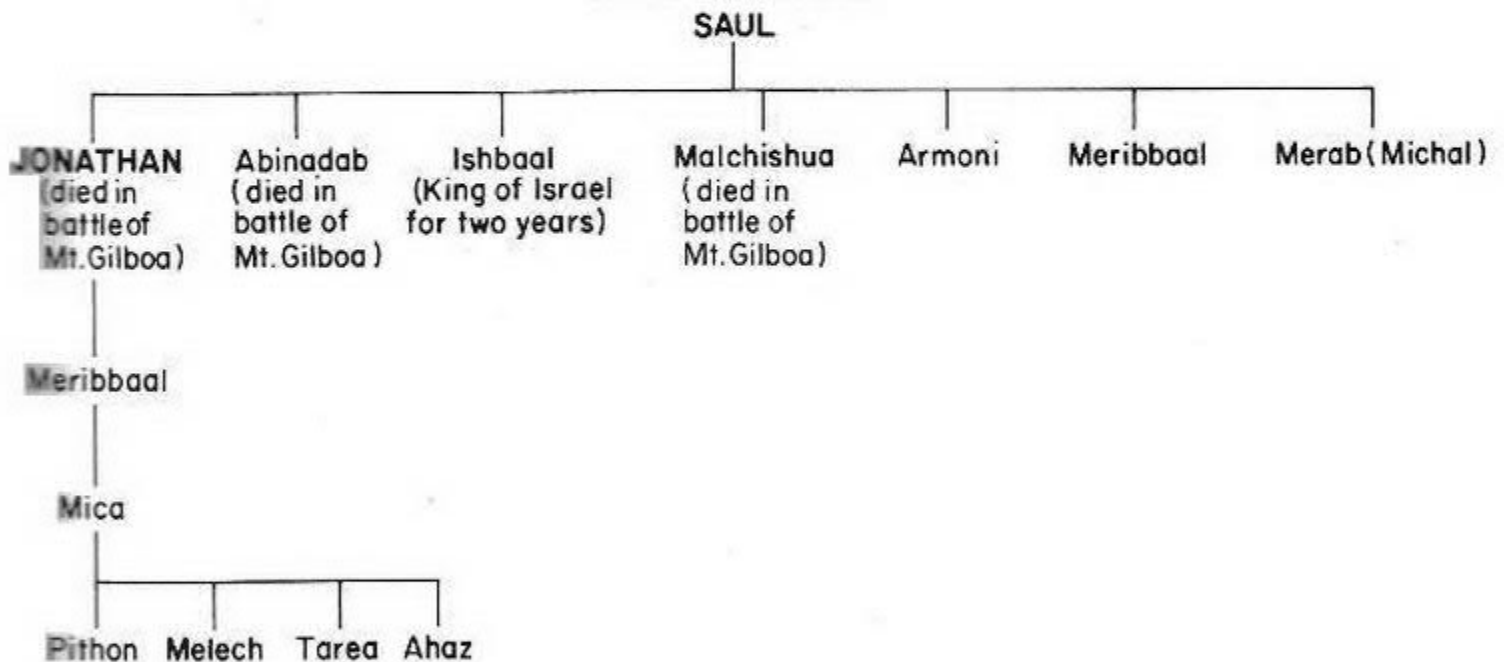 SAUL
JONATHAN
(died in
battle of
Mt. Gilboa)
Abinadab
(died in
battle of
Mt. Gilboa)
Ishbaal
(King of Israel
for two years)
Malchishua
(died in
battle of
Mt. Gilboa)
Armoni
Meribbaal
Merab (Michal)
Meribbaal
Mica
Pithon Melech Tarea Ahaz